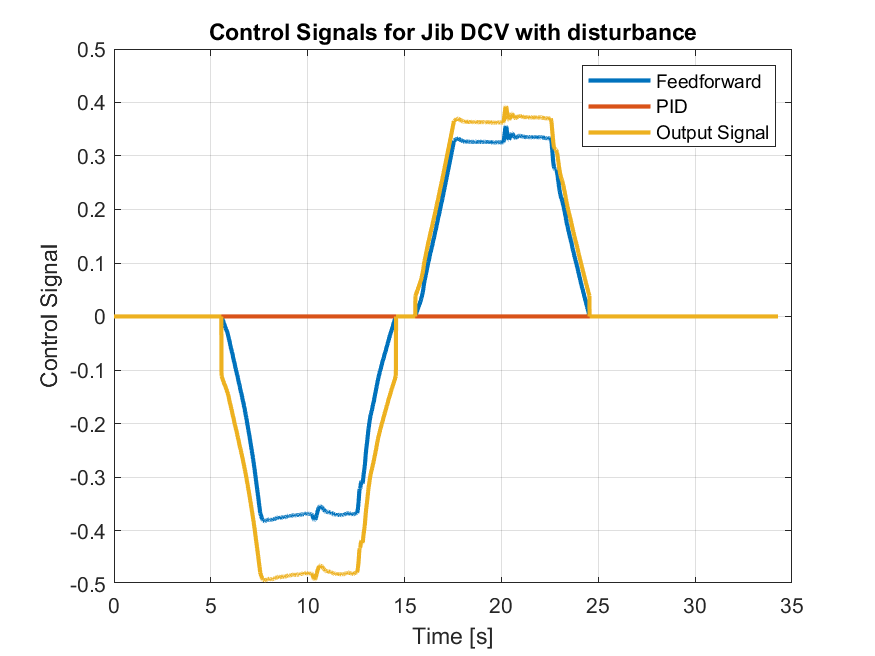 Control Signals for Jib DCV with disturbance
Feedforward
PID
Output Signal
Control Signal
0.5
0.4
0.3
0.2
0.1
0
-0.1
-0.2
-0.3
-0.4
-0.5
0 5 10 15 20 25 30 35
Time [s]